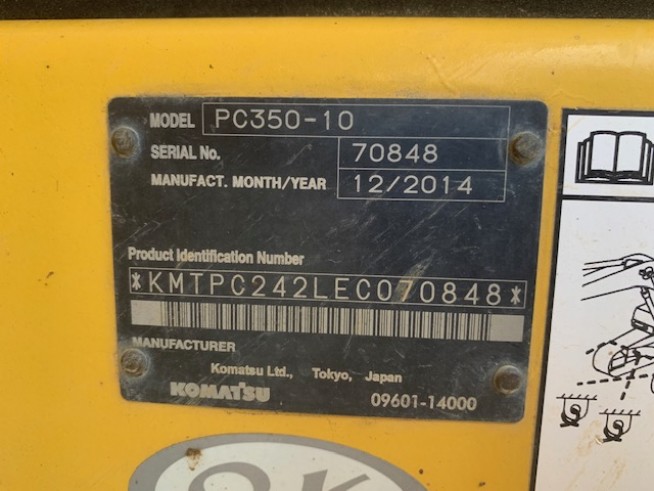 MODEL PC350-10
SERIAL No. 70848
MANUFACT. MONTH/YEAR 12/2014
Product Identification Number
*KMTPC242LEC070848*
MANUFACTURER
Komatsu Ltd., Tokyo, Japan
KOMATSU 09601-14000
OK